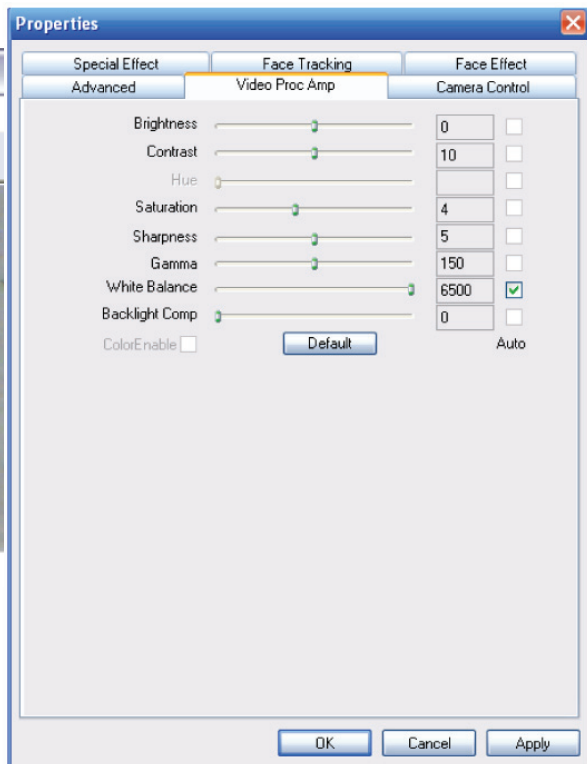 Properties
Special Effect Face Tracking Face Effect
Advanced Video Proc Amp Camera Control
Brightness 0
Contrast 10
Hue
Saturation 4
Sharpness 5
Gamma 150
White Balance 6500
Backlight Comp 0
ColorEnable Default Auto
OK Cancel Apply